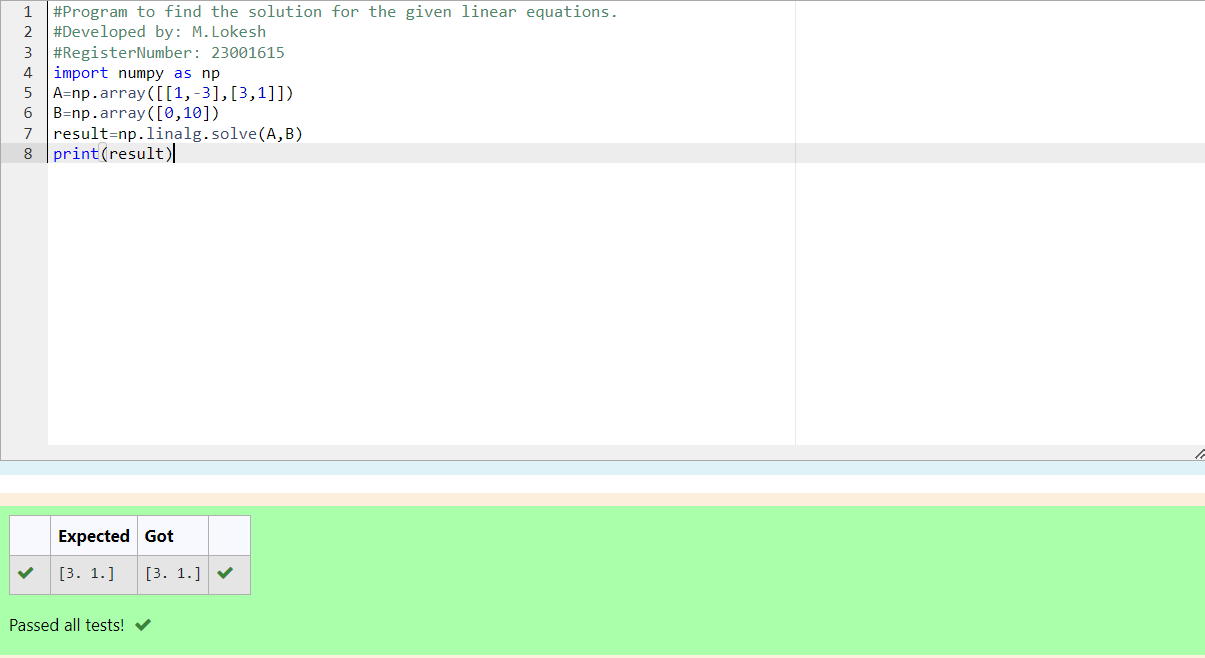 1 #Program to find the solution for the given linear equations.
2 #Developed by: M.Lokesh
3 #RegisterNumber: 23001615
4 import numpy as np
5 A=np.array([[1,-3],[3,1]])
6 B=np.array([0,10])
7 result=np.linalg.solve(A,B)
8 print(result)
Expected Got
[3. 1.] [3. 1.]
Passed all tests!